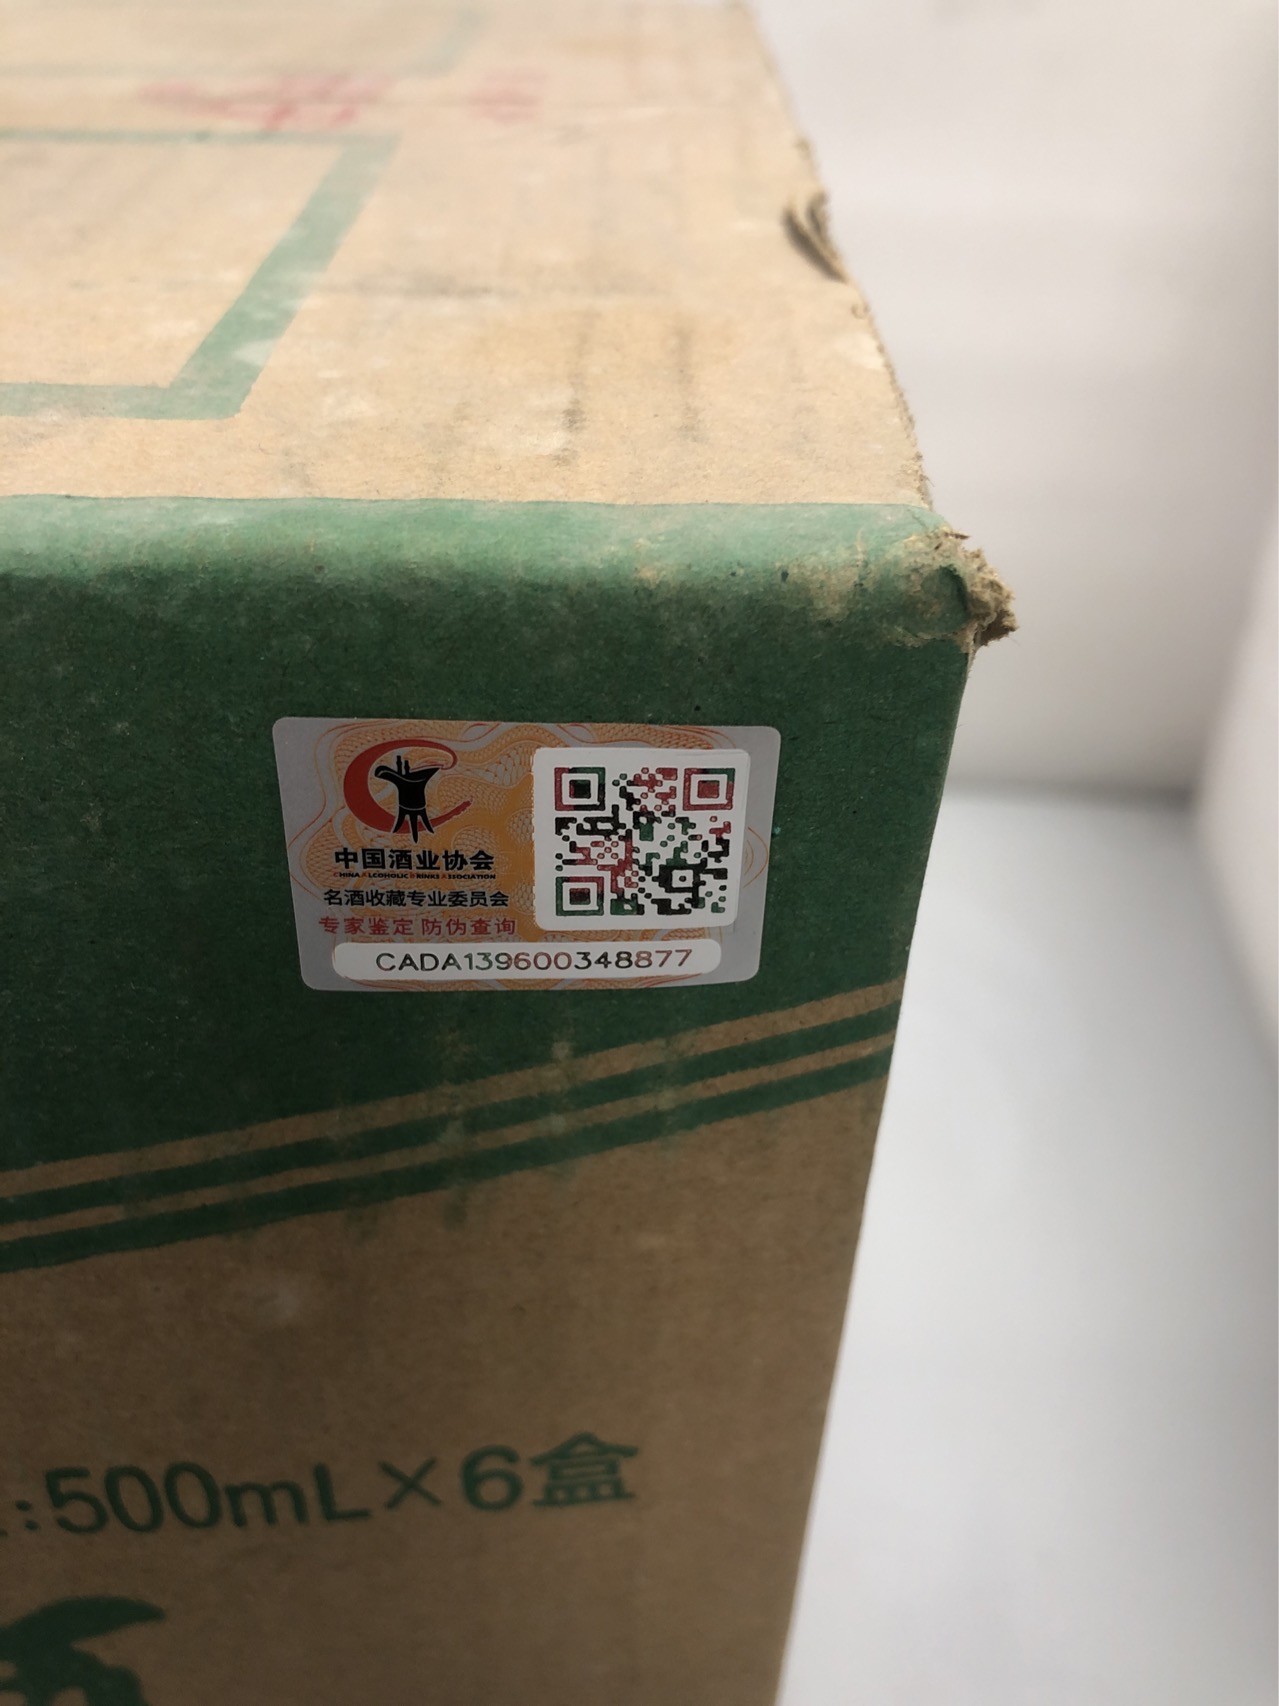 中国酒业协会
CHINA ALCOHOLIC DRINKS ASSOCIATION
名酒收藏专业委员会
专家鉴定 防伪查询
CADA139600348877
:500mL×6盒